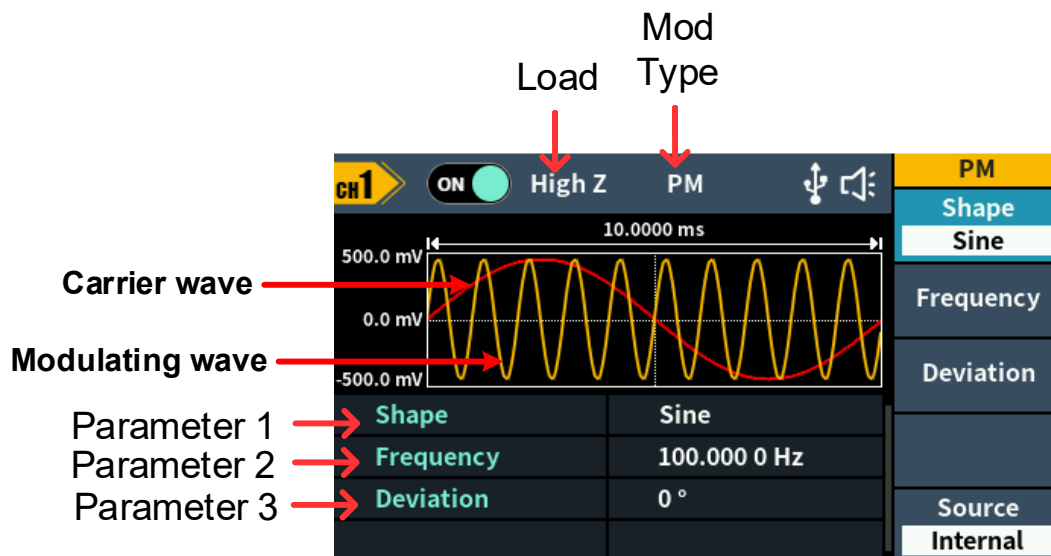 Mod
Type
Load
CH1
ON
High Z
PM
PM
Shape
Sine
Frequency
Deviation
Source
Internal
10.0000 ms
500.0 mV
0.0 mV
-500.0 mV
Carrier wave
Modulating wave
Parameter 1
Shape
Sine
Parameter 2
Frequency
100.000 0 Hz
Parameter 3
Deviation
0 °